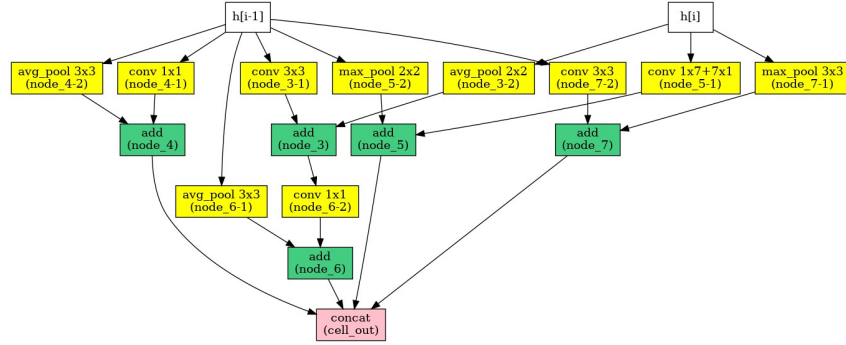 h[i-1]
h[i]
avg_pool 3x3
(node_4-2)
conv 1x1
(node_4-1)
conv 3x3
(node_3-1)
max_pool 2x2
(node_5-2)
avg_pool 2x2
(node_3-2)
conv 3x3
(node_7-2)
conv 1x7+7x1
(node_5-1)
max_pool 3x3
(node_7-1)
add
(node_4)
add
(node_3)
add
(node_5)
add
(node_7)
avg_pool 3x3
(node_6-1)
conv 1x1
(node_6-2)
add
(node_6)
concat
(cell_out)